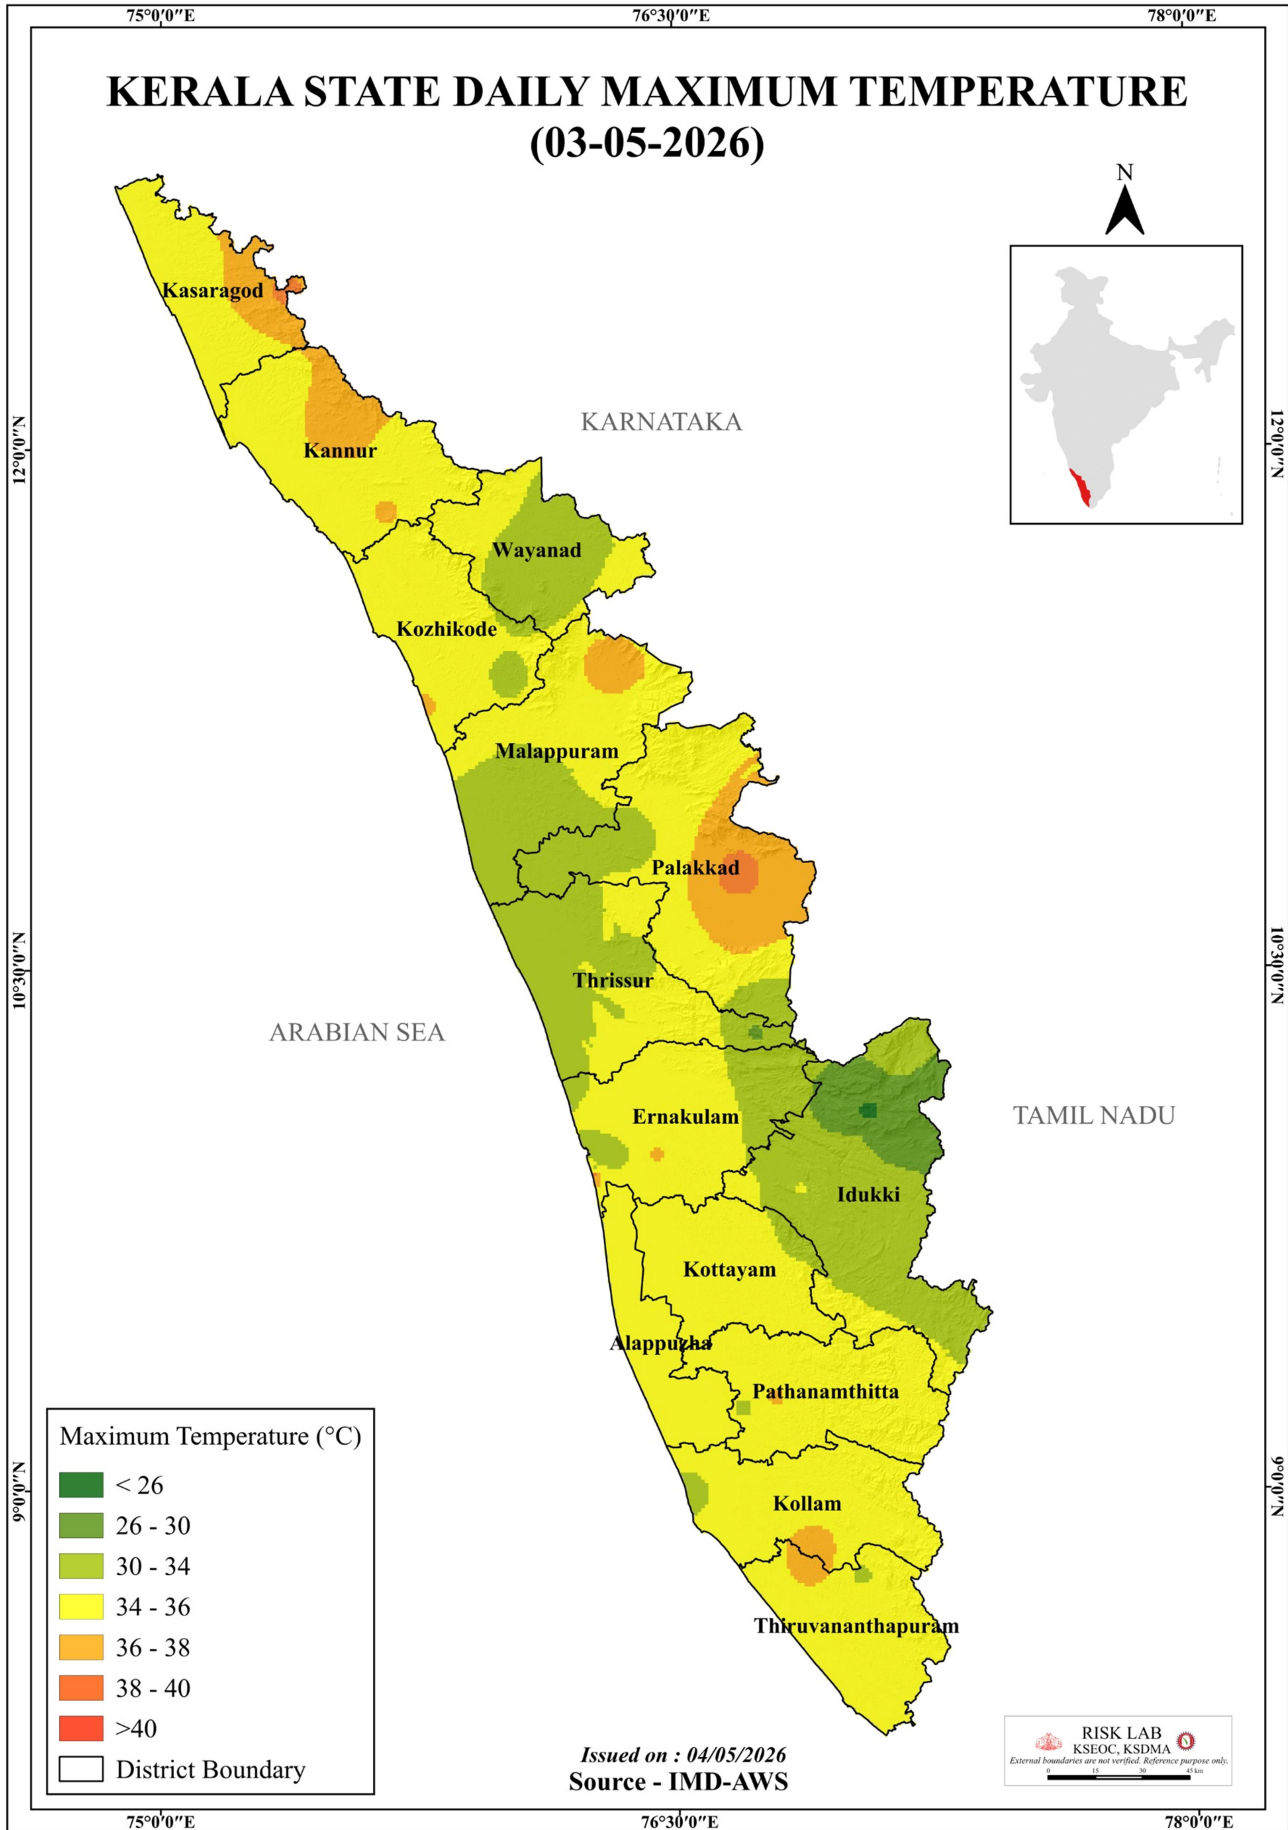 75°0'0"E 76°30'0"E 78°0'0"E
KERALA STATE DAILY MAXIMUM TEMPERATURE
(03-05-2026)
N
Kasaragod
KARNATAKA
12°0'0"N 12°0'0"N
Kannur
Wayanad
Kozhikode
Malappuram
Palakkad
10°30'0"N 10°30'0"N
Thrissur
ARABIAN SEA
Ernakulam
TAMIL NADU
Idukki
Kottayam
Alappuzha
Pathanamthitta
9°0'0"N 9°0'0"N
Kollam
Thiruvananthapuram
Maximum Temperature (°C)
< 26
26 - 30
30 - 34
34 - 36
36 - 38
38 - 40
>40
District Boundary
Issued on : 04/05/2026
Source - IMD-AWS
RISK LAB
KSEOC, KSDMA
External boundaries are not verified. Reference purpose only.
0 15 30 45 km
75°0'0"E 76°30'0"E 78°0'0"E